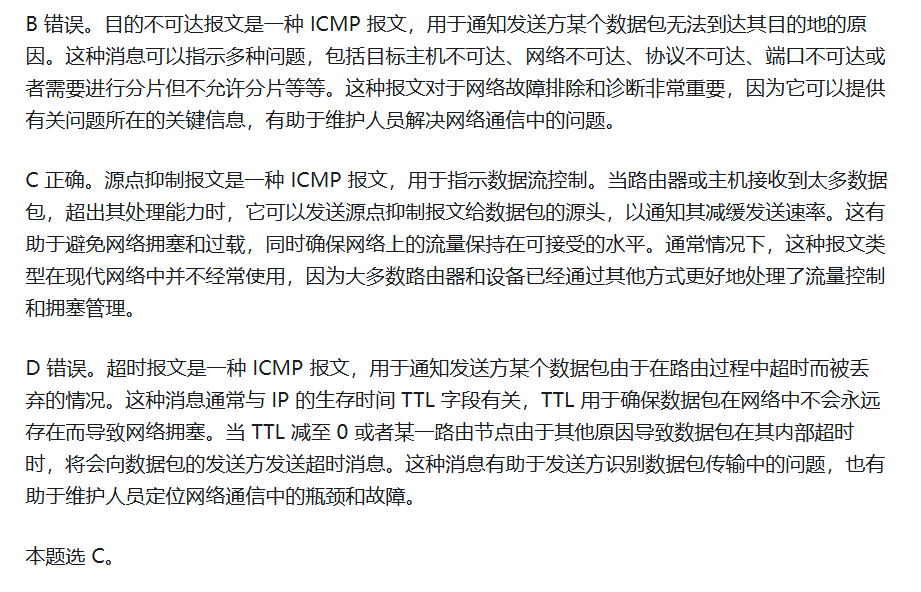 B 错误。目的不可达报文是一种 ICMP 报文，用于通知发送方某个数据包无法到达其目的地的原
因。这种消息可以指示多种问题，包括目标主机不可达、网络不可达、协议不可达、端口不可达或
者需要进行分片但不允许分片等等。这种报文对于网络故障排除和诊断非常重要，因为它可以提供
有关问题所在的关键信息，有助于维护人员解决网络通信中的问题。
C 正确。源点抑制报文是一种 ICMP 报文，用于指示数据流控制。当路由器或主机接收到太多数据
包，超出其处理能力时，它可以发送源点抑制报文给数据包的源头，以通知其减缓发送速率。这有
助于避免网络拥塞和过载，同时确保网络上的流量保持在可接受的水平。通常情况下，这种报文类
型在现代网络中并不经常使用，因为大多数路由器和设备已经通过其他方式更好地处理了流量控制
和拥塞管理。
D 错误。超时报文是一种 ICMP 报文，用于通知发送方某个数据包由于在路由过程中超时而被丢
弃的情况。这种消息通常与 IP 的生存时间 TTL 字段有关，TTL 用于确保数据包在网络中不会永远
存在而导致网络拥塞。当 TTL 减至 0 或者某一路由节点由于其他原因导致数据包在其内部超时
时，将会向数据包的发送方发送超时消息。这种消息有助于发送方识别数据包传输中的问题，也有
助于维护人员定位网络通信中的瓶颈和故障。
本题选 C。